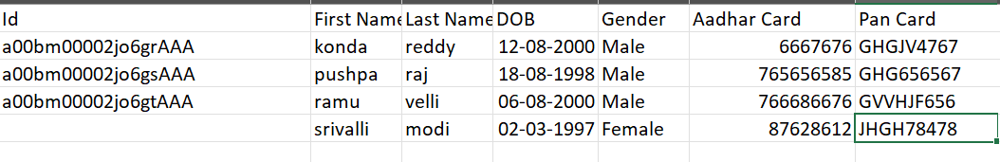 Id First Name Last Name DOB Gender Aadhar Card Pan Card
a00bm00002jo6grAAA konda reddy 12-08-2000 Male 6667676 GHGJV4767
a00bm00002jo6gsAAA pushpa raj 18-08-1998 Male 765656585 GHG656567
a00bm00002jo6gtAAA ramu velli 06-08-2000 Male 766686676 GVVHJF656
srivalli modi 02-03-1997 Female 87628612 JHGH78478